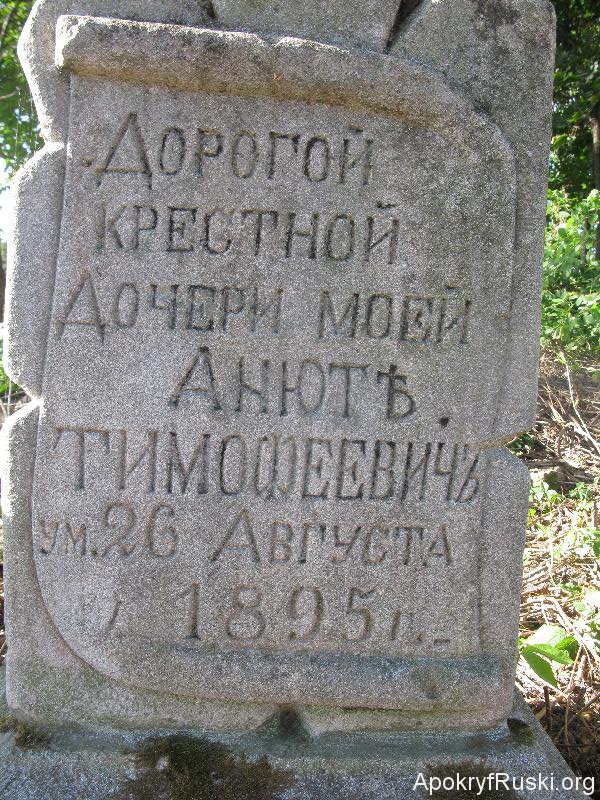 Дорогой
крестной
Дочери моей
Анютѣ
Тимофеевичъ
ум. 26 Августа
1895 г.
ApokryfRuski.org